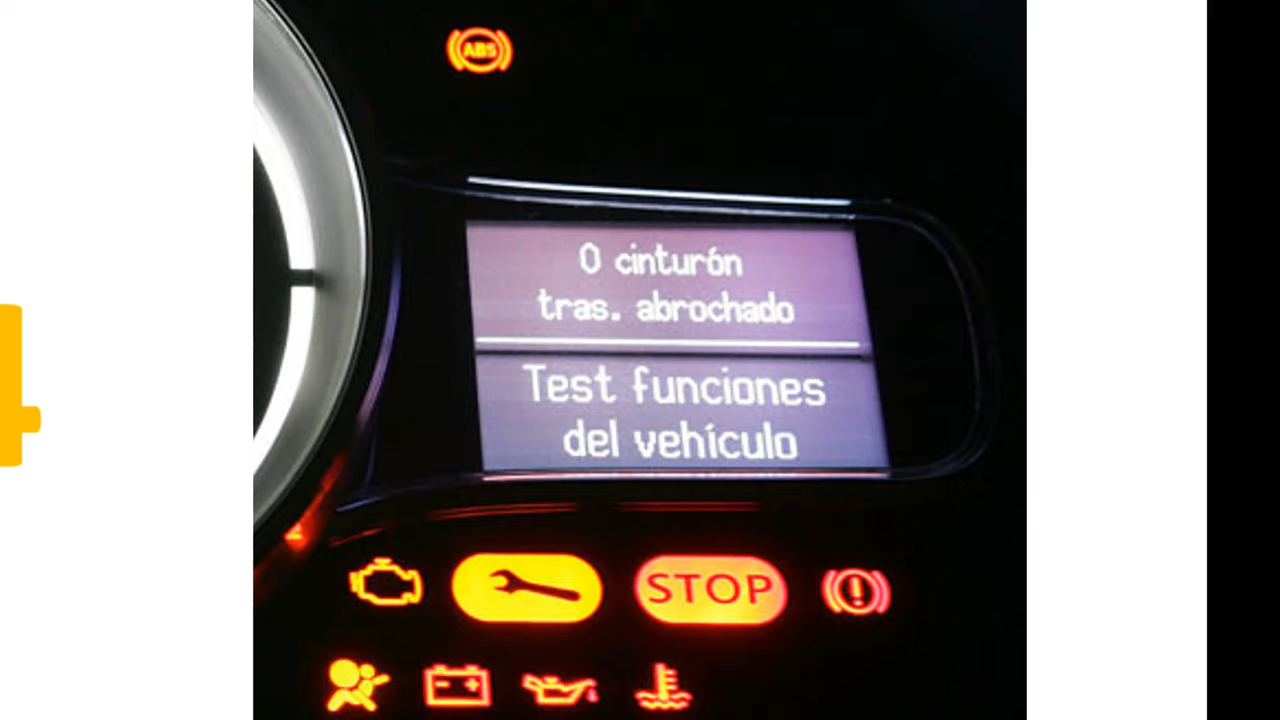 ABS
0 cinturón
tras. abrochado
Test funciones
del vehículo
STOP